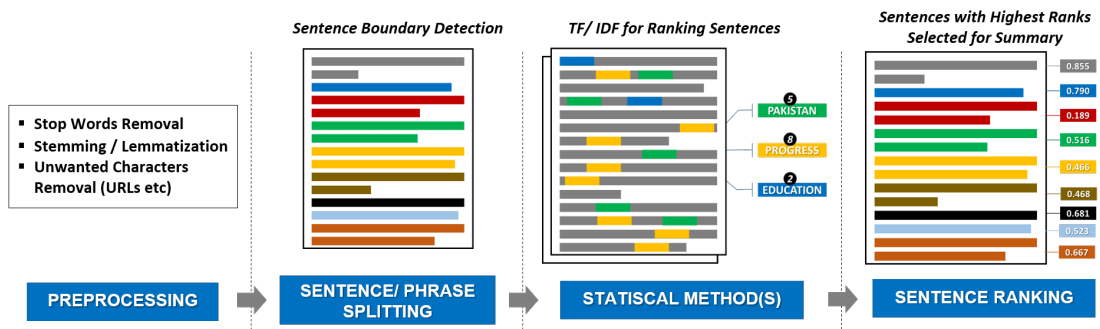 Sentence Boundary Detection
TF/ IDF for Ranking Sentences
Sentences with Highest Ranks
Selected for Summary
▪ Stop Words Removal
▪ Stemming / Lemmatization
▪ Unwanted Characters
Removal (URLs etc)
5
PAKISTAN
8
PROGRESS
2
EDUCATION
0.855
0.790
0.189
0.516
0.466
0.468
0.681
0.523
0.667
PREPROCESSING
SENTENCE/ PHRASE
SPLITTING
STATISCAL METHOD(S)
SENTENCE RANKING